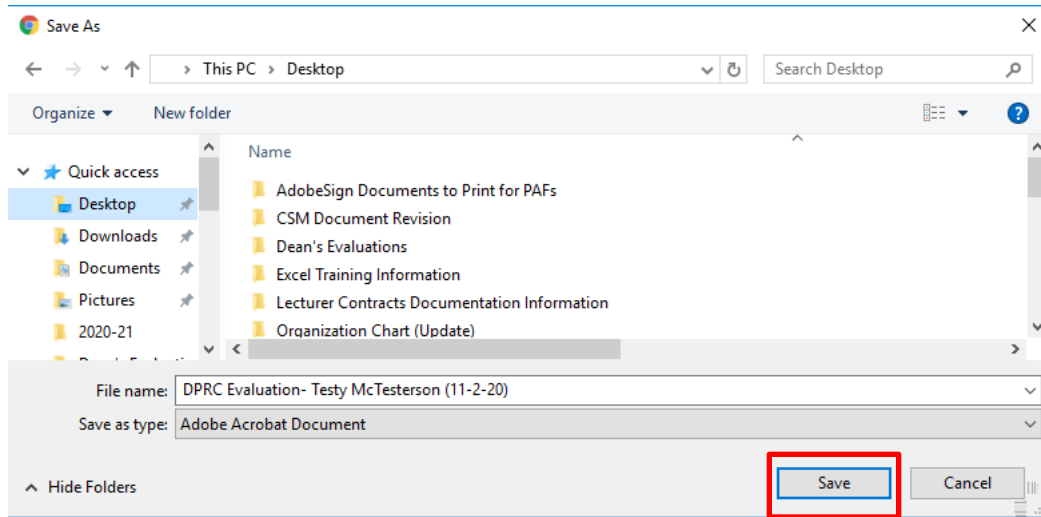 Save As
This PC > Desktop
Search Desktop
Organize
New folder
Name
Quick access
Desktop
Downloads
Documents
Pictures
2020-21
AdobeSign Documents to Print for PAFs
CSM Document Revision
Dean's Evaluations
Excel Training Information
Lecturer Contracts Documentation Information
Organization Chart (Update)
File name: DPRC Evaluation- Testy McTesterson (11-2-20)
Save as type: Adobe Acrobat Document
Hide Folders
Save
Cancel